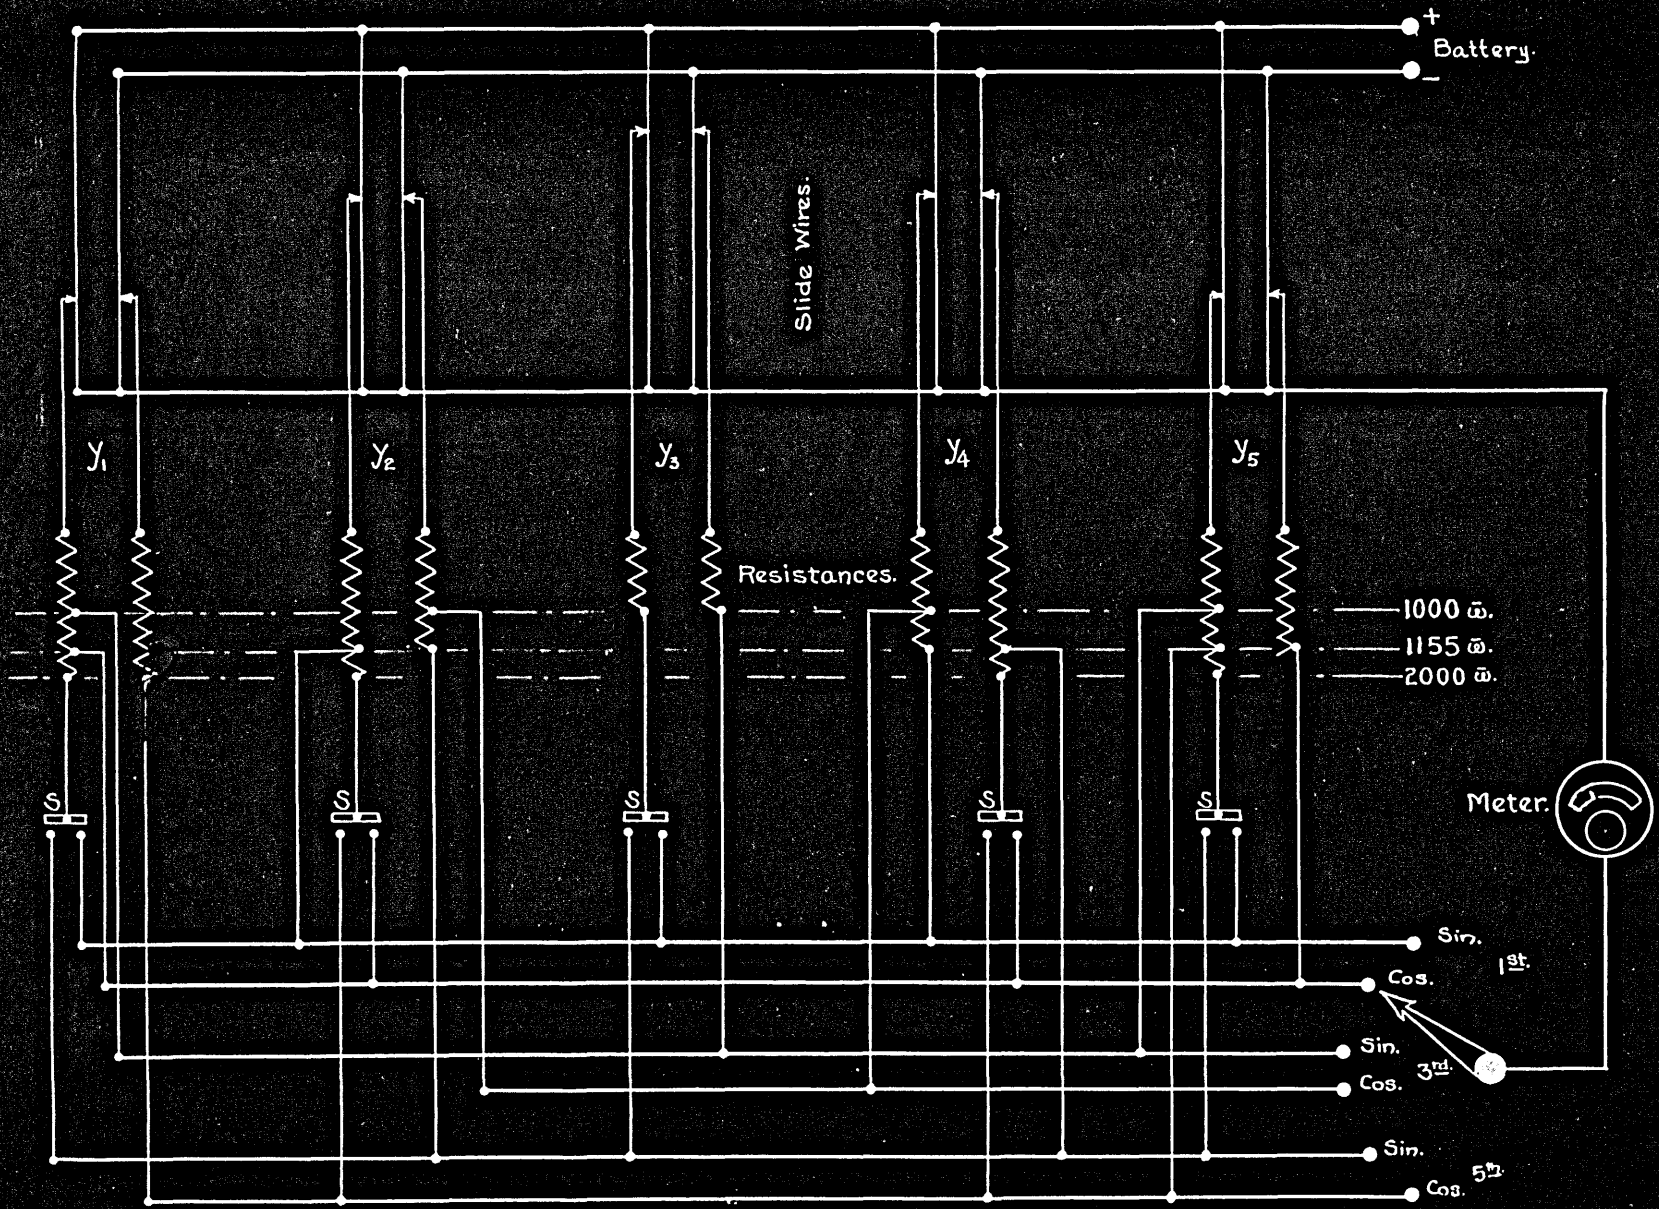 +
Battery.
−
Slide Wires.
y₁
y₂
y₃
y₄
y₅
Resistances.
1000 ω̄.
1155 ω̄.
2000 ω̄.
S
S
S
S
S
Meter.
Sin.
1st.
Cos.
Sin.
3rd.
Cos.
Sin.
5th.
Cos.